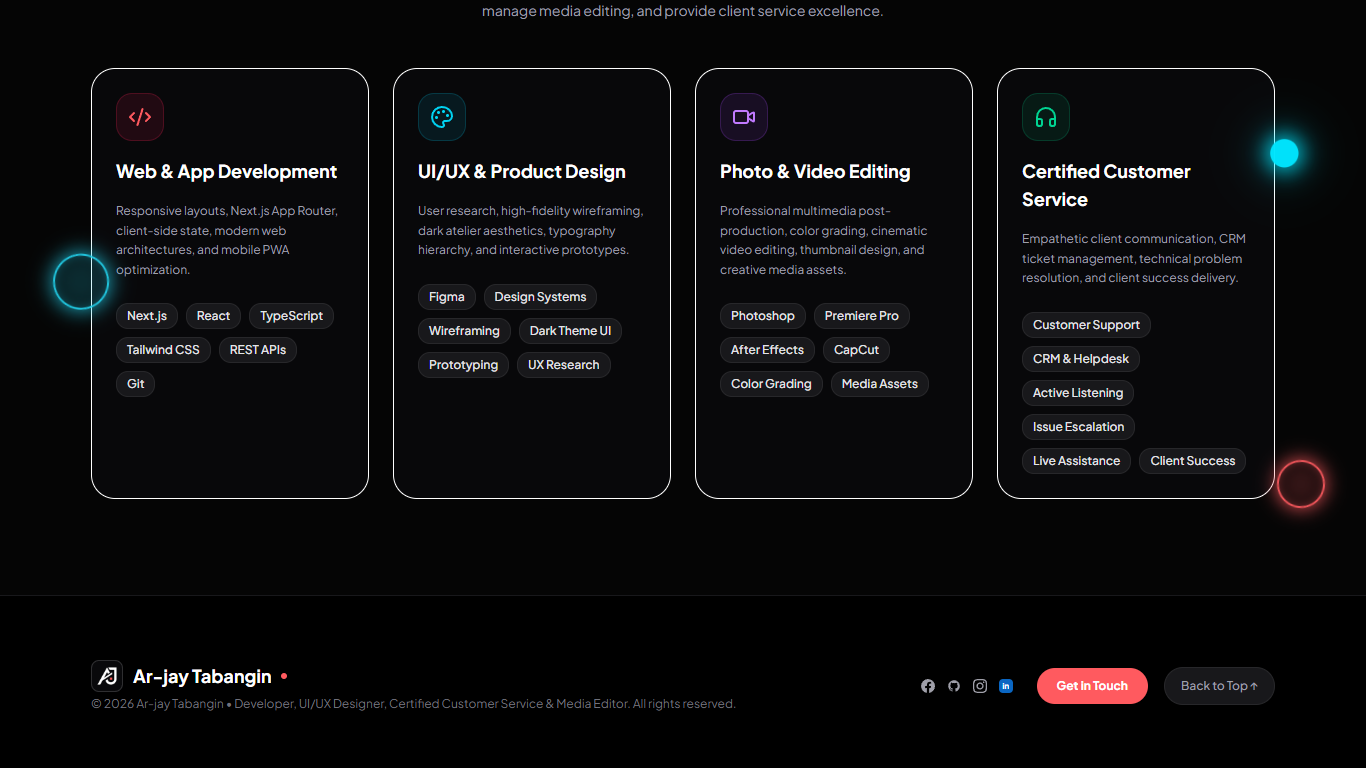 manage media editing, and provide client service excellence.
Web & App Development
Responsive layouts, Next.js App Router,
client-side state, modern web
architectures, and mobile PWA
optimization.
Next.js React TypeScript
Tailwind CSS REST APIs
Git
UI/UX & Product Design
User research, high-fidelity wireframing,
dark atelier aesthetics, typography
hierarchy, and interactive prototypes.
Figma Design Systems
Wireframing Dark Theme UI
Prototyping UX Research
Photo & Video Editing
Professional multimedia post-
production, color grading, cinematic
video editing, thumbnail design, and
creative media assets.
Photoshop Premiere Pro
After Effects CapCut
Color Grading Media Assets
Certified Customer
Service
Empathetic client communication, CRM
ticket management, technical problem
resolution, and client success delivery.
Customer Support
CRM & Helpdesk
Active Listening
Issue Escalation
Live Assistance Client Success
AJ Ar-jay Tabangin
© 2026 Ar-jay Tabangin • Developer, UI/UX Designer, Certified Customer Service & Media Editor. All rights reserved.
in
Get In Touch
Back to Top ↑